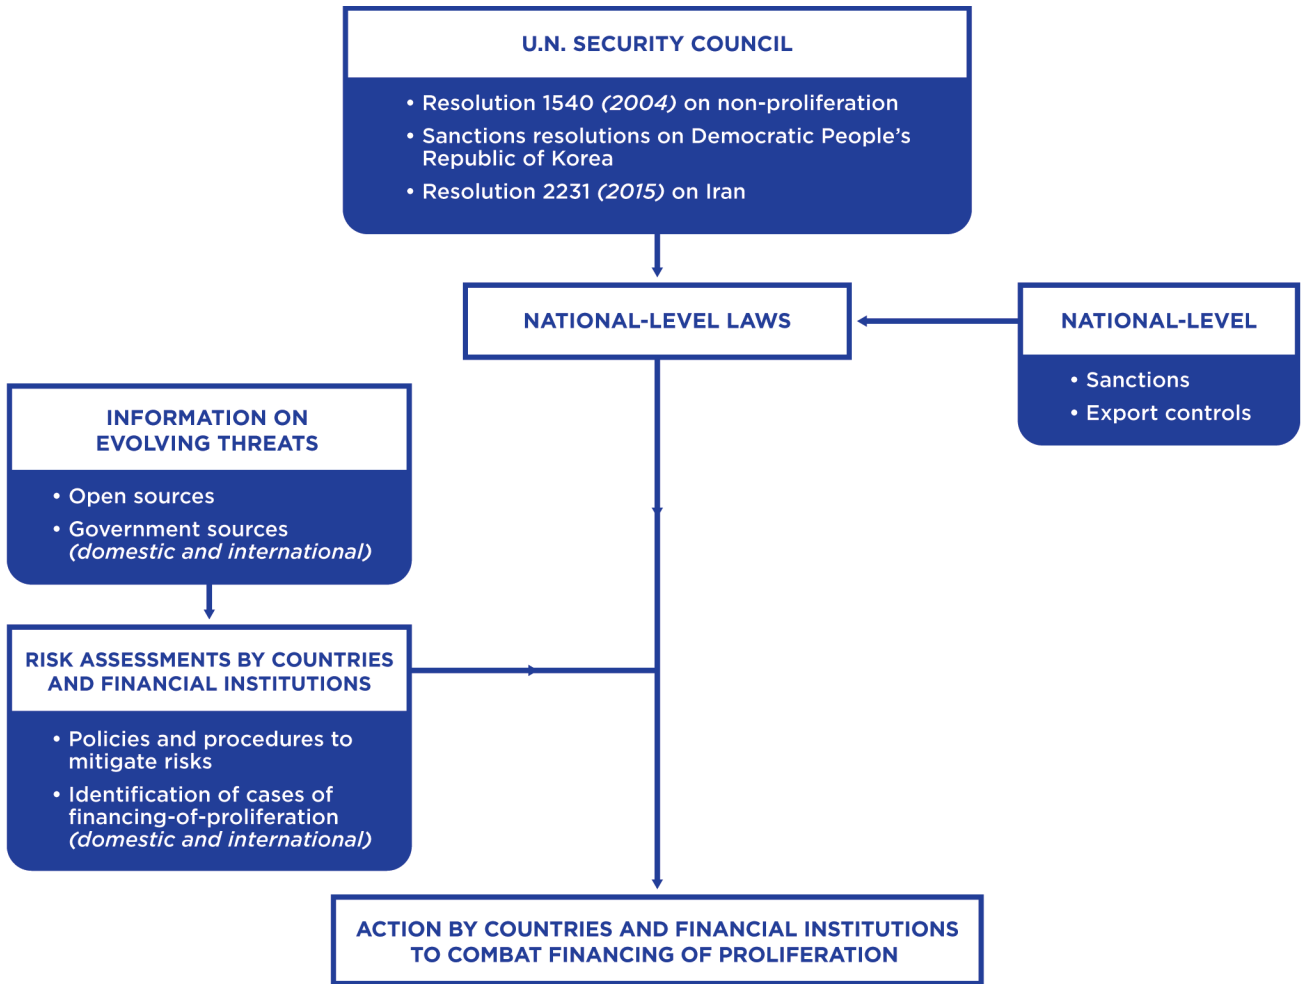 U.N. SECURITY COUNCIL
• Resolution 1540 (2004) on non-proliferation
• Sanctions resolutions on Democratic People’s
Republic of Korea
• Resolution 2231 (2015) on Iran
NATIONAL-LEVEL LAWS
NATIONAL-LEVEL
• Sanctions
• Export controls
INFORMATION ON
EVOLVING THREATS
• Open sources
• Government sources
(domestic and international)
RISK ASSESSMENTS BY COUNTRIES
AND FINANCIAL INSTITUTIONS
• Policies and procedures to
mitigate risks
• Identification of cases of
financing-of-proliferation
(domestic and international)
ACTION BY COUNTRIES AND FINANCIAL INSTITUTIONS
TO COMBAT FINANCING OF PROLIFERATION